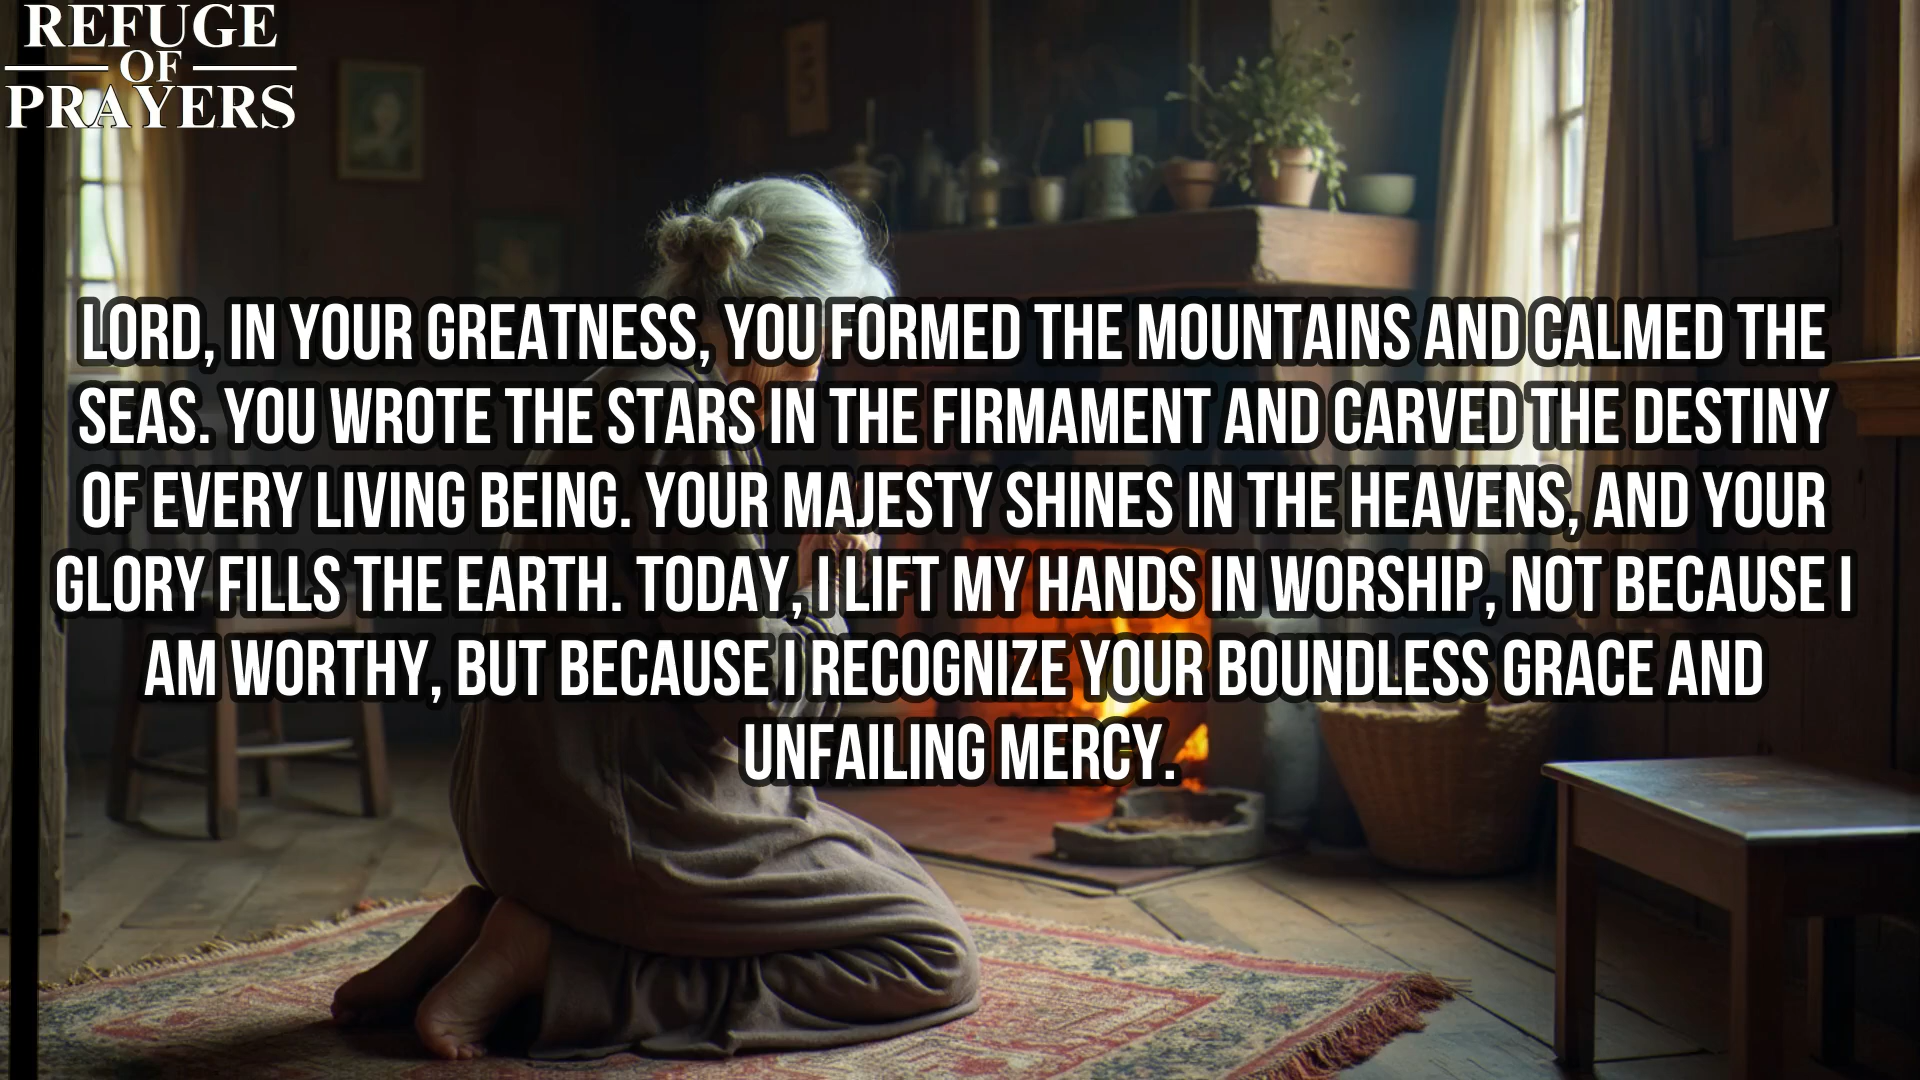 REFUGE
OF
PRAYERS
LORD, IN YOUR GREATNESS, YOU FORMED THE MOUNTAINS AND CALMED THE
SEAS. YOU WROTE THE STARS IN THE FIRMAMENT AND CARVED THE DESTINY
OF EVERY LIVING BEING. YOUR MAJESTY SHINES IN THE HEAVENS, AND YOUR
GLORY FILLS THE EARTH. TODAY, I LIFT MY HANDS IN WORSHIP, NOT BECAUSE I
AM WORTHY, BUT BECAUSE I RECOGNIZE YOUR BOUNDLESS GRACE AND
UNFAILING MERCY.